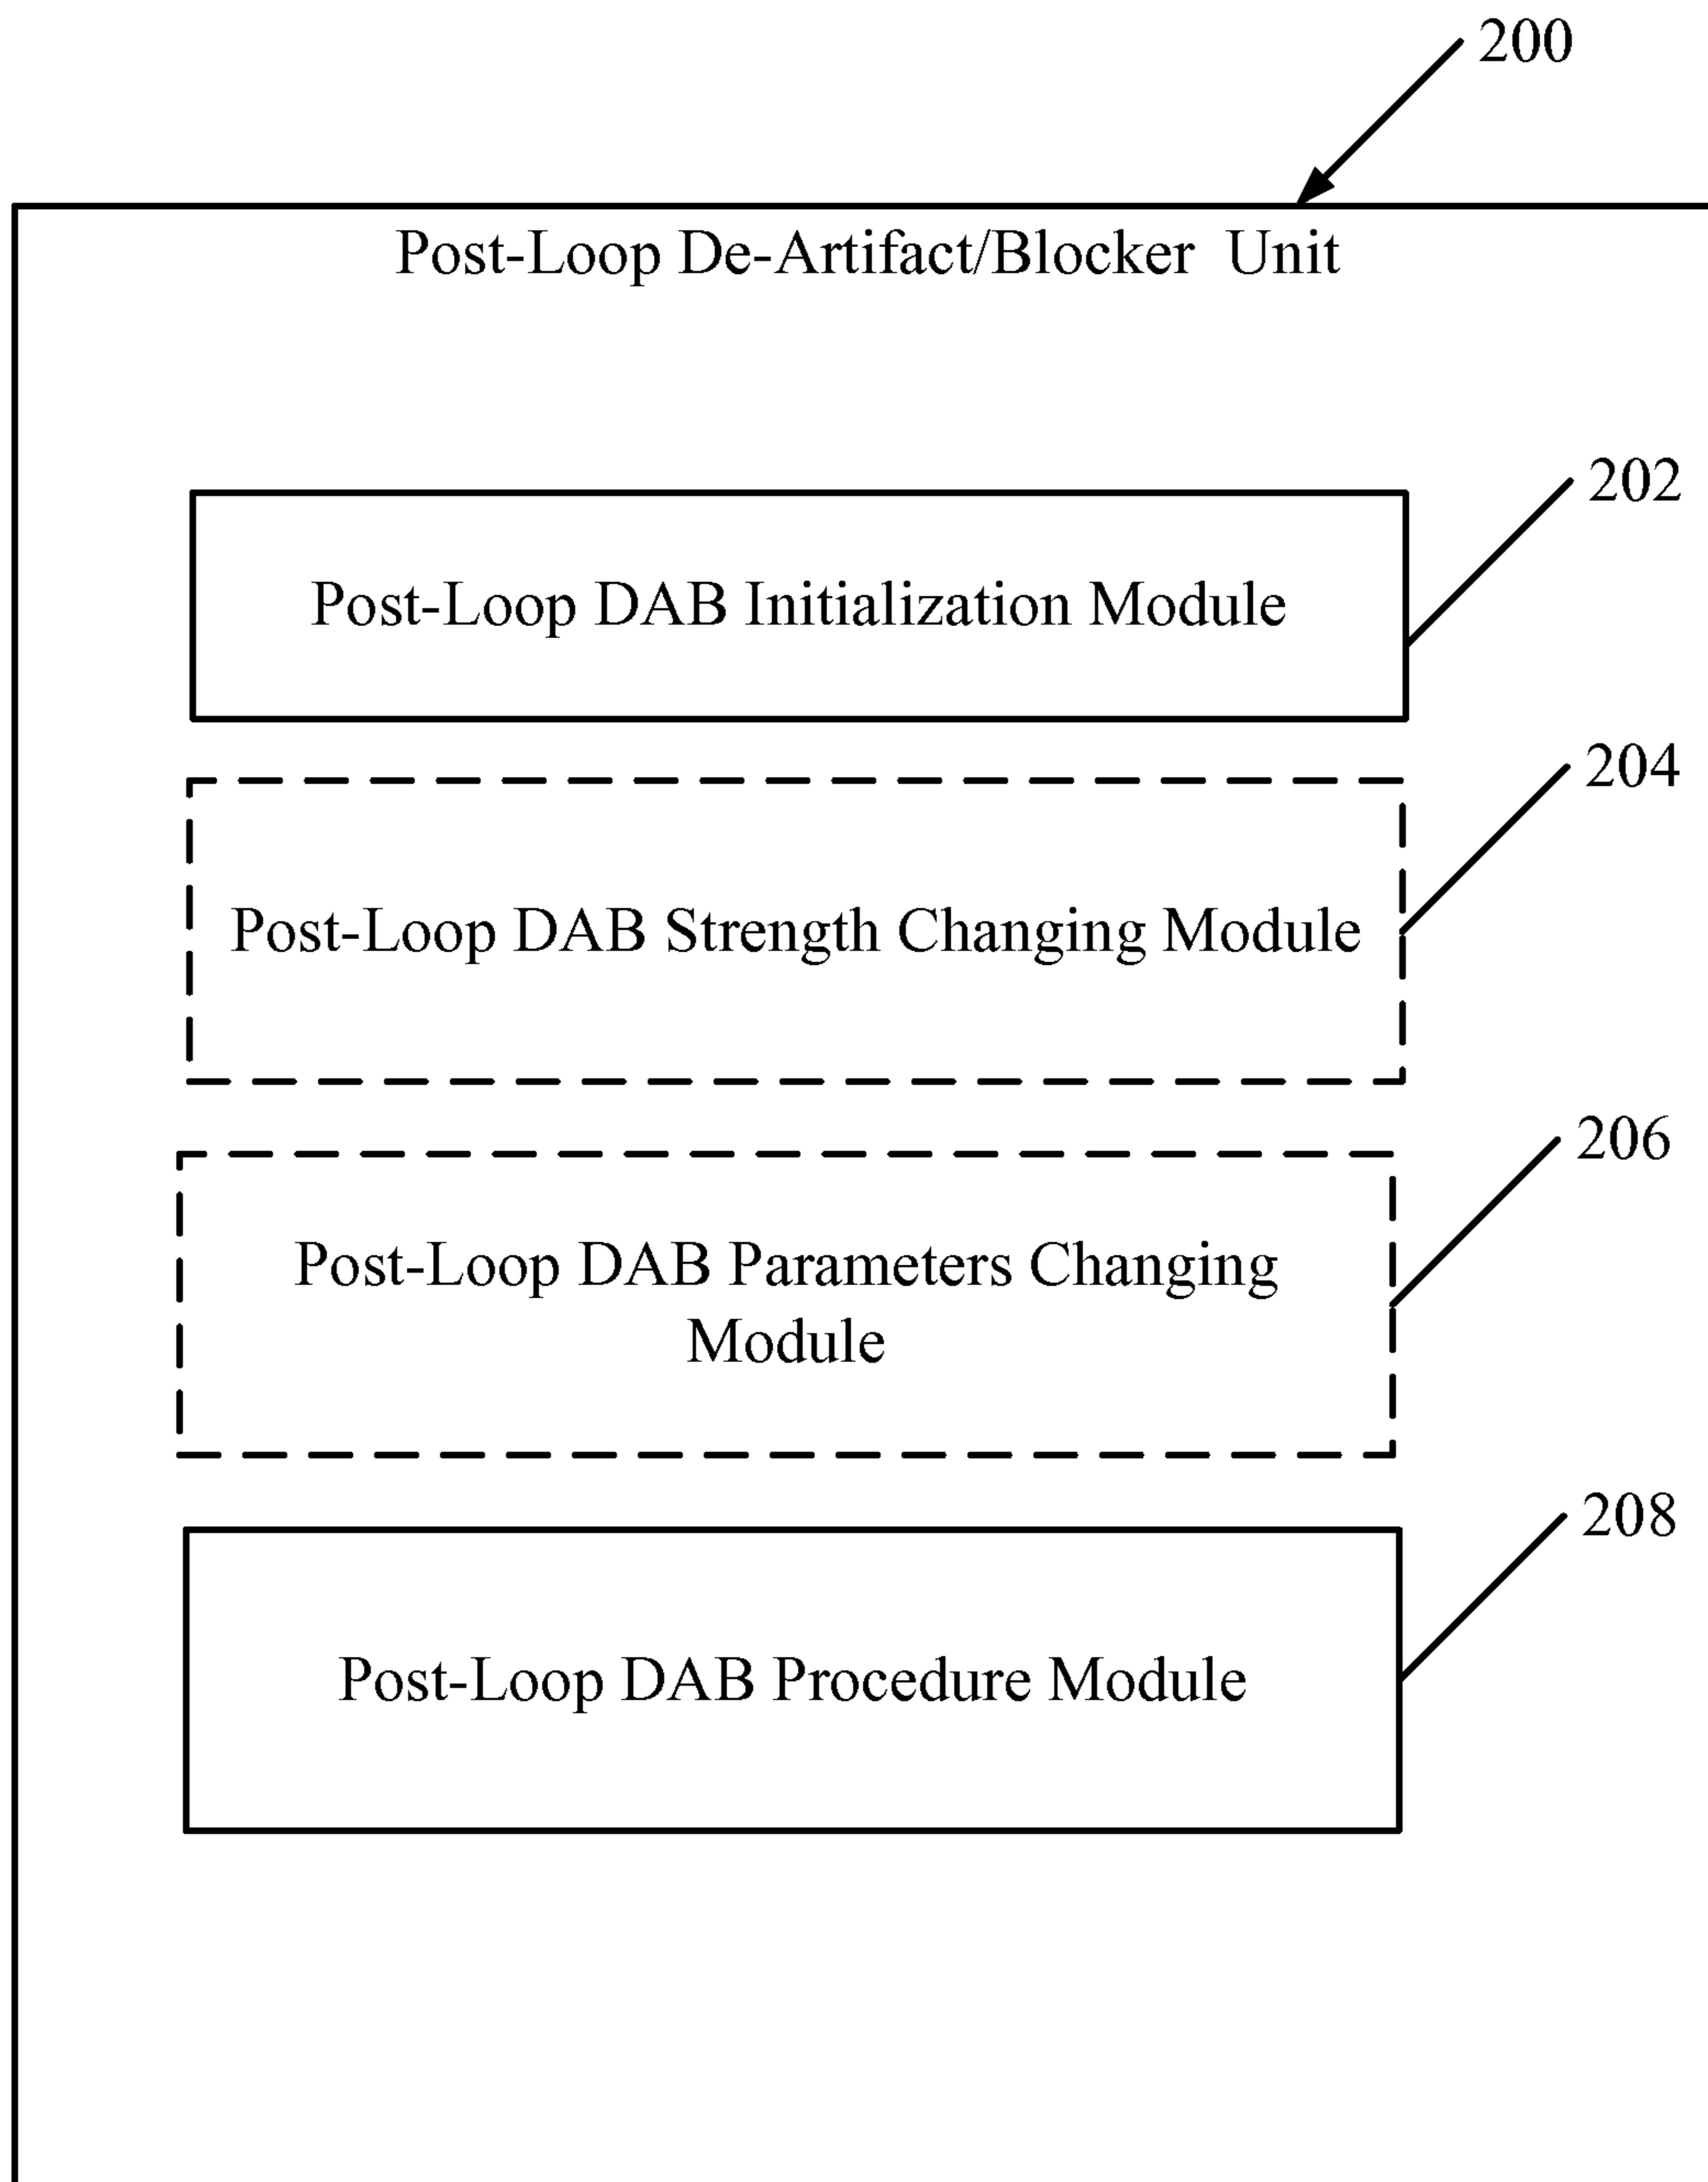 200
Post-Loop De-Artifact/Blocker Unit
202
Post-Loop DAB Initialization Module
204
Post-Loop DAB Strength Changing Module
206
Post-Loop DAB Parameters Changing
Module
208
Post-Loop DAB Procedure Module